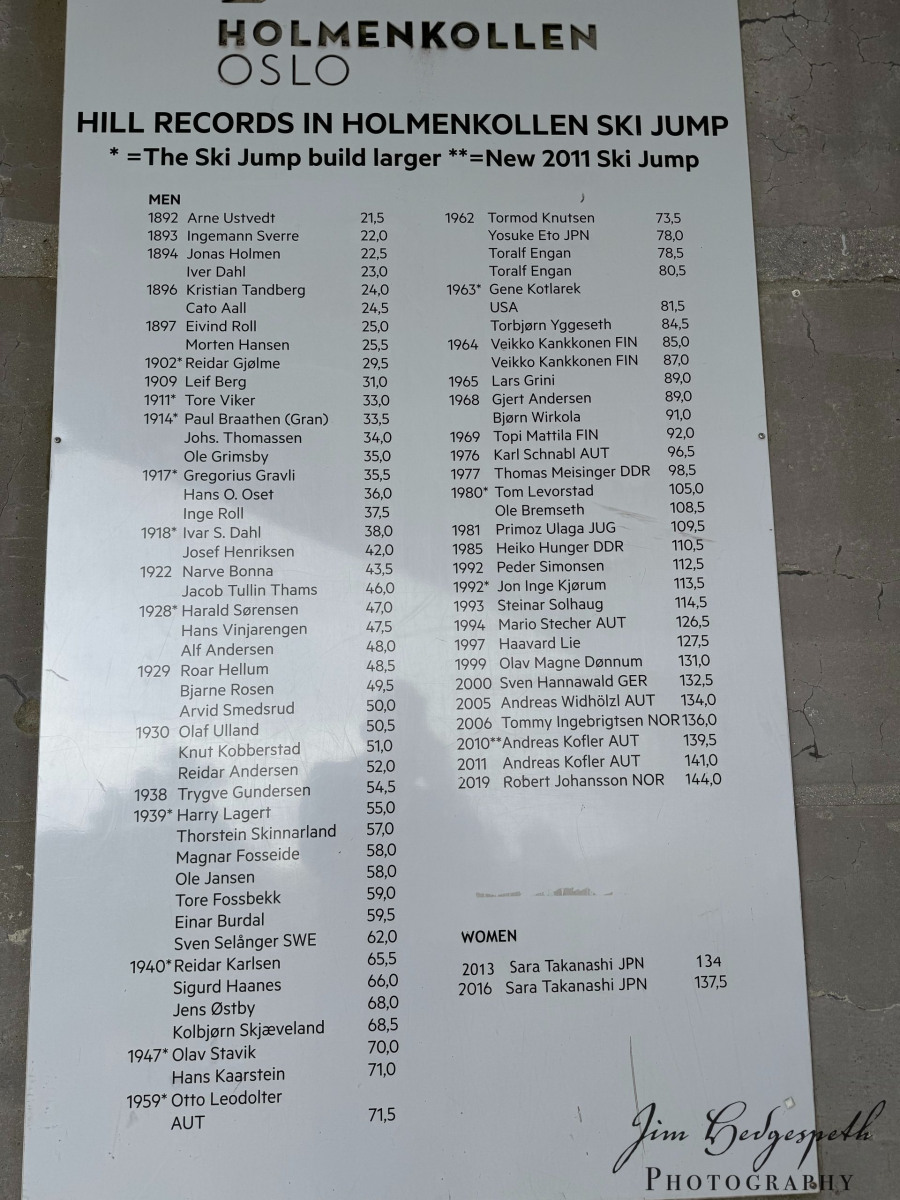 HOLMENKOLLEN
OSLO
HILL RECORDS IN HOLMENKOLLEN SKI JUMP
* =The Ski Jump build larger **=New 2011 Ski Jump
MEN
1892 Arne Ustvedt 21,5
1893 Ingemann Sverre 22,0
1894 Jonas Holmen 22,5
Iver Dahl 23,0
1896 Kristian Tandberg 24,0
Cato Aall 24,5
1897 Eivind Roll 25,0
Morten Hansen 25,5
1902* Reidar Gjølme 29,5
1909 Leif Berg 31,0
1911* Tore Viker 33,0
1914* Paul Braathen (Gran) 33,5
Johs. Thomassen 34,0
Ole Grimsby 35,0
1917* Gregorius Gravli 35,5
Hans O. Oset 36,0
Inge Roll 37,5
1918* Ivar S. Dahl 38,0
Josef Henriksen 42,0
1922 Narve Bonna 43,5
Jacob Tullin Thams 46,0
1928* Harald Sørensen 47,0
Hans Vinjarengen 47,5
Alf Andersen 48,0
1929 Roar Hellum 48,5
Bjarne Rosen 49,5
Arvid Smedsrud 50,0
1930 Olaf Ulland 50,5
Knut Kobberstad 51,0
Reidar Andersen 52,0
1938 Trygve Gundersen 54,5
1939* Harry Lagert 55,0
Thorstein Skinnarland 57,0
Magnar Fosseide 58,0
Ole Jansen 58,0
Tore Fossbekk 59,0
Einar Burdal 59,5
Sven Selånger SWE 62,0
1940* Reidar Karlsen 65,5
Sigurd Haanes 66,0
Jens Østby 68,0
Kolbjørn Skjæveland 68,5
1947* Olav Stavik 70,0
Hans Kaarstein 71,0
1959* Otto Leodolter
AUT 71,5
1962 Tormod Knutsen 73,5
Yosuke Eto JPN 78,0
Toralf Engan 78,5
Toralf Engan 80,5
1963* Gene Kotlarek
USA 81,5
Torbjørn Yggeseth 84,5
1964 Veikko Kankkonen FIN 85,0
Veikko Kankkonen FIN 87,0
1965 Lars Grini 89,0
1968 Gjert Andersen 89,0
Bjørn Wirkola 91,0
1969 Topi Mattila FIN 92,0
1976 Karl Schnabl AUT 96,5
1977 Thomas Meisinger DDR 98,5
1980* Tom Levorstad 105,0
Ole Bremseth 108,5
1981 Primoz Ulaga JUG 109,5
1985 Heiko Hunger DDR 110,5
1992 Peder Simonsen 112,5
1992* Jon Inge Kjørum 113,5
1993 Steinar Solhaug 114,5
1994 Mario Stecher AUT 126,5
1997 Haavard Lie 127,5
1999 Olav Magne Dønnum 131,0
2000 Sven Hannawald GER 132,5
2005 Andreas Widhölzl AUT 134,0
2006 Tommy Ingebrigtsen NOR 136,0
2010** Andreas Kofler AUT 139,5
2011 Andreas Kofler AUT 141,0
2019 Robert Johansson NOR 144,0
WOMEN
2013 Sara Takanashi JPN 134
2016 Sara Takanashi JPN 137,5
Jim Hedgespeth
PHOTOGRAPHY